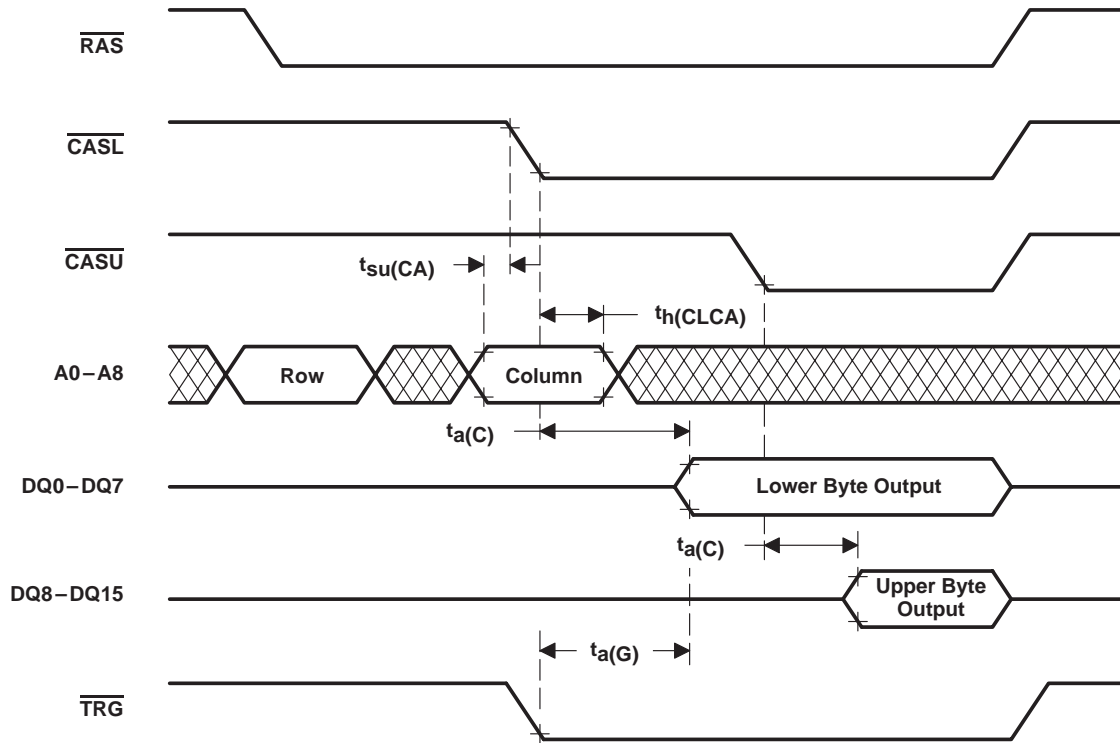 RAS
CASL
CASU
tsu(CA)
th(CLCA)
A0–A8
Row
Column
ta(C)
DQ0–DQ7
Lower Byte Output
ta(C)
DQ8–DQ15
Upper Byte
Output
ta(G)
TRG